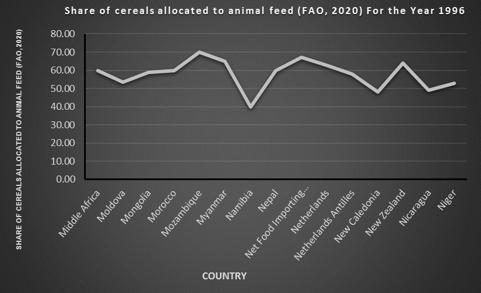 Share of cereals allocated to animal feed (FAO, 2020) For the Year 1996
SHARE OF CEREALS ALLOCATED TO ANIMAL FEED (FAO, 2020)
80.00
70.00
60.00
50.00
40.00
30.00
20.00
10.00
0.00
Middle Africa
Moldova
Mongolia
Morocco
Mozambique
Myanmar
Namibia
Nepal
Net Food Importing...
Netherlands
Netherlands Antilles
New Caledonia
New Zealand
Nicaragua
Niger
COUNTRY